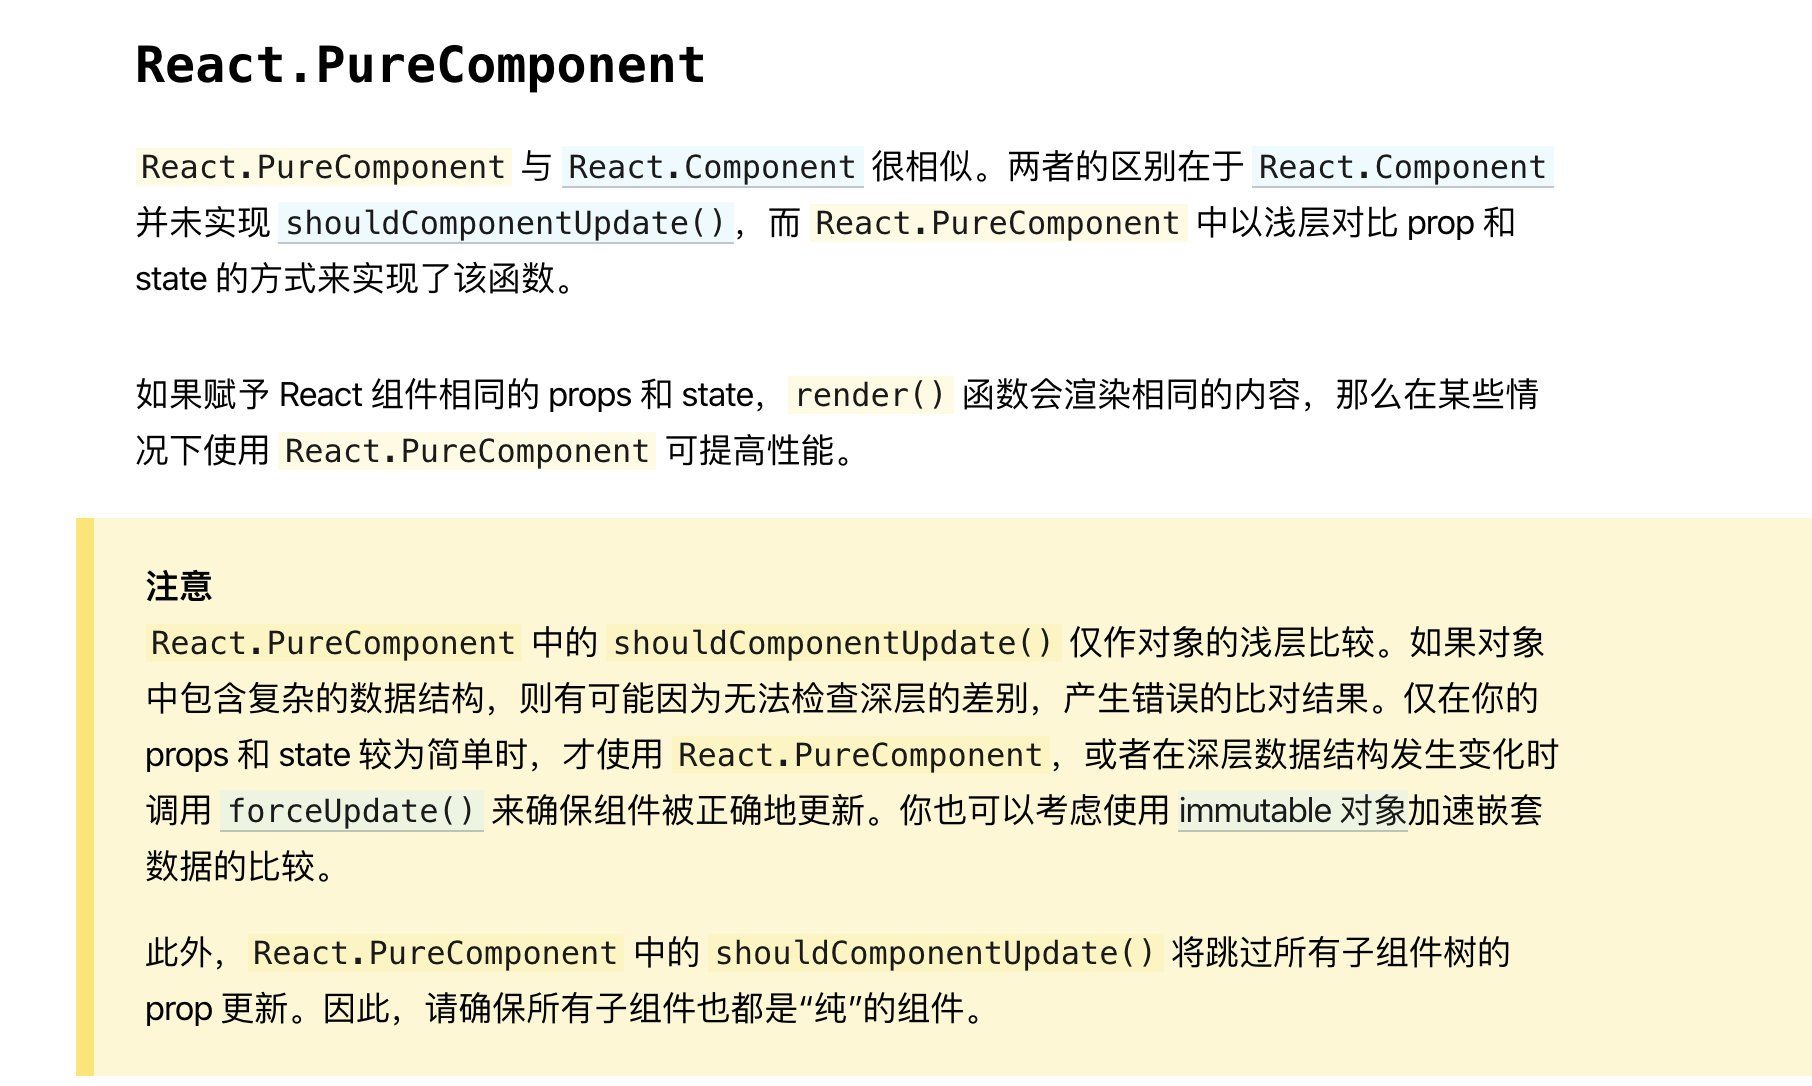 React.PureComponent
React.PureComponent 与 React.Component 很相似。两者的区别在于 React.Component
并未实现 shouldComponentUpdate()，而 React.PureComponent 中以浅层对比 prop 和
state 的方式来实现了该函数。
如果赋予 React 组件相同的 props 和 state，render() 函数会渲染相同的内容，那么在某些情
况下使用 React.PureComponent 可提高性能。
注意
React.PureComponent 中的 shouldComponentUpdate() 仅作对象的浅层比较。如果对象
中包含复杂的数据结构，则有可能因为无法检查深层的差别，产生错误的比对结果。仅在你的
props 和 state 较为简单时，才使用 React.PureComponent，或者在深层数据结构发生变化时
调用 forceUpdate() 来确保组件被正确地更新。你也可以考虑使用 immutable 对象加速嵌套
数据的比较。
此外，React.PureComponent 中的 shouldComponentUpdate() 将跳过所有子组件树的
prop 更新。因此，请确保所有子组件也都是“纯”的组件。